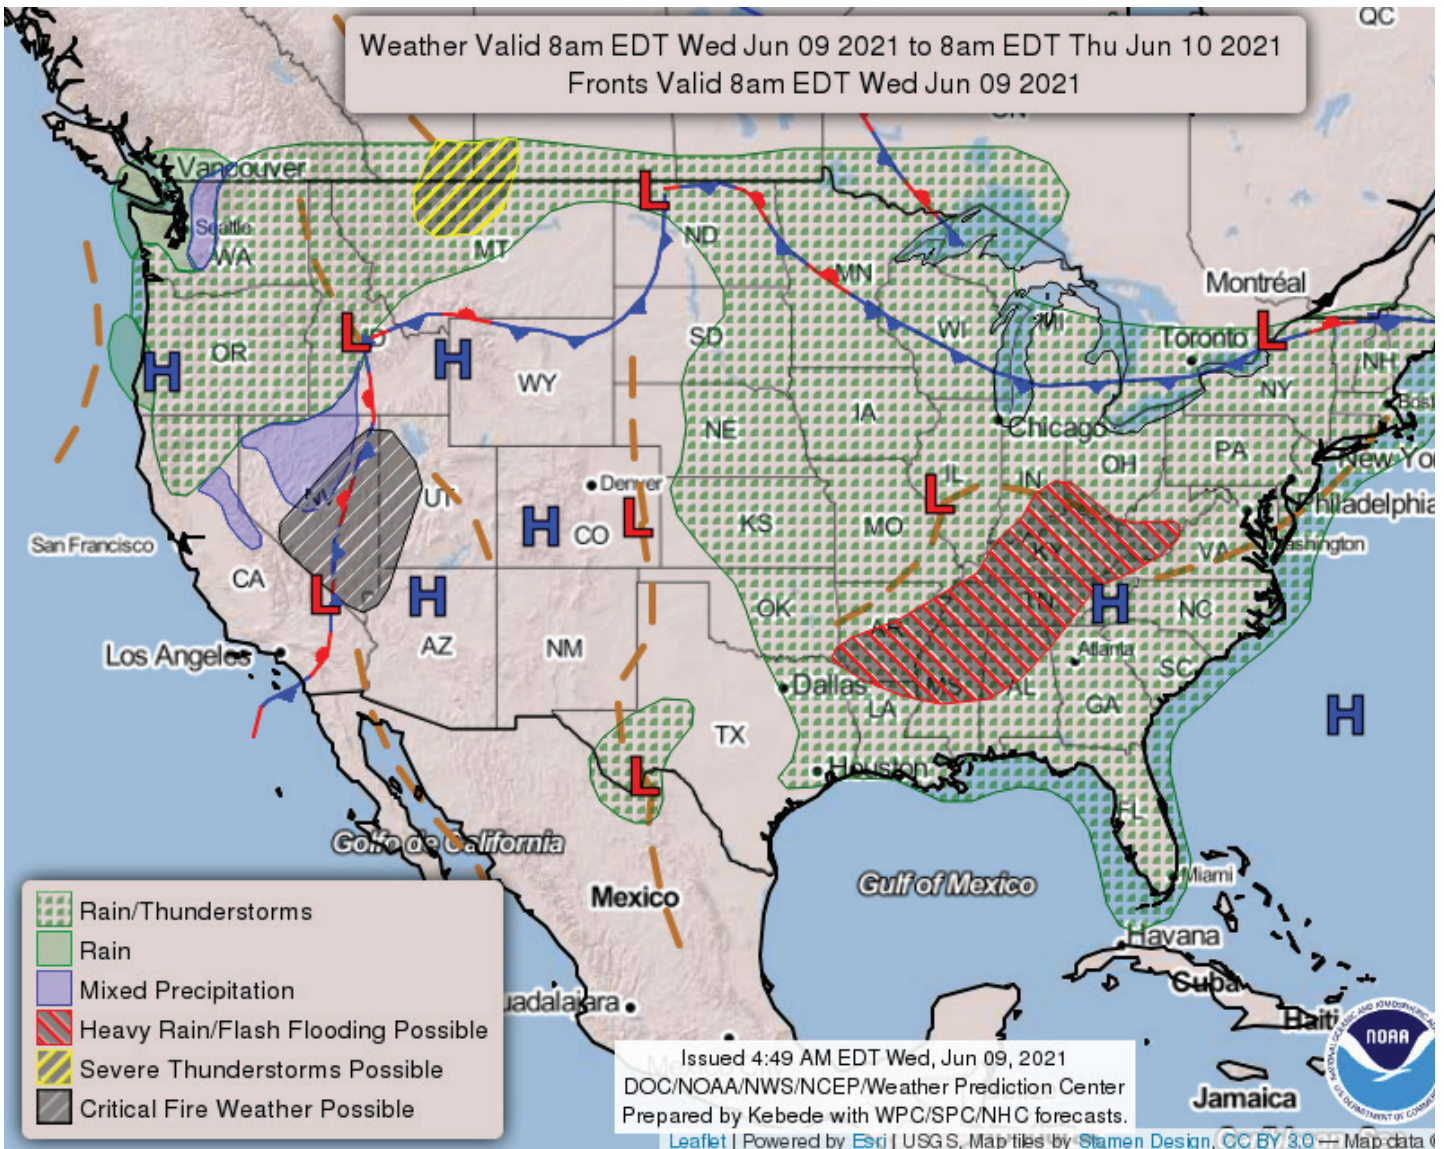 Weather Valid 8am EDT Wed Jun 09 2021 to 8am EDT Thu Jun 10 2021
Fronts Valid 8am EDT Wed Jun 09 2021
QC
Vancouver
Seattle
WA
MT
L
ND
MN
Montréal
L
ID
OR
H
H
WY
SD
WI
MI
Toronto
L
NH
NY
IA
NE
Chicago
PA
OH
IN
IL
L
New Yo
Philadelphia
Denver
UT
NV
L
H
CO
KS
MO
KY
VA
ashington
San Francisco
CA
L
H
AZ
NM
OK
AR
TN
H
NC
Los Angeles
Atlanta
SC
Dallas
MS
AL
GA
LA
TX
H
Houston
L
FL
Golfo de California
Mexico
Gulf of Mexico
Miami
Havana
Cuba
Haiti
uadalajara
Jamaica
Rain/Thunderstorms
Rain
Mixed Precipitation
Heavy Rain/Flash Flooding Possible
Severe Thunderstorms Possible
Critical Fire Weather Possible
NOAA
Issued 4:49 AM EDT Wed, Jun 09, 2021
DOC/NOAA/NWS/NCEP/Weather Prediction Center
Prepared by Kebede with WPC/SPC/NHC forecasts.
Leaflet | Powered by Esri | USGS, Map tiles by Stamen Design, CC BY 3.0 — Map data ©